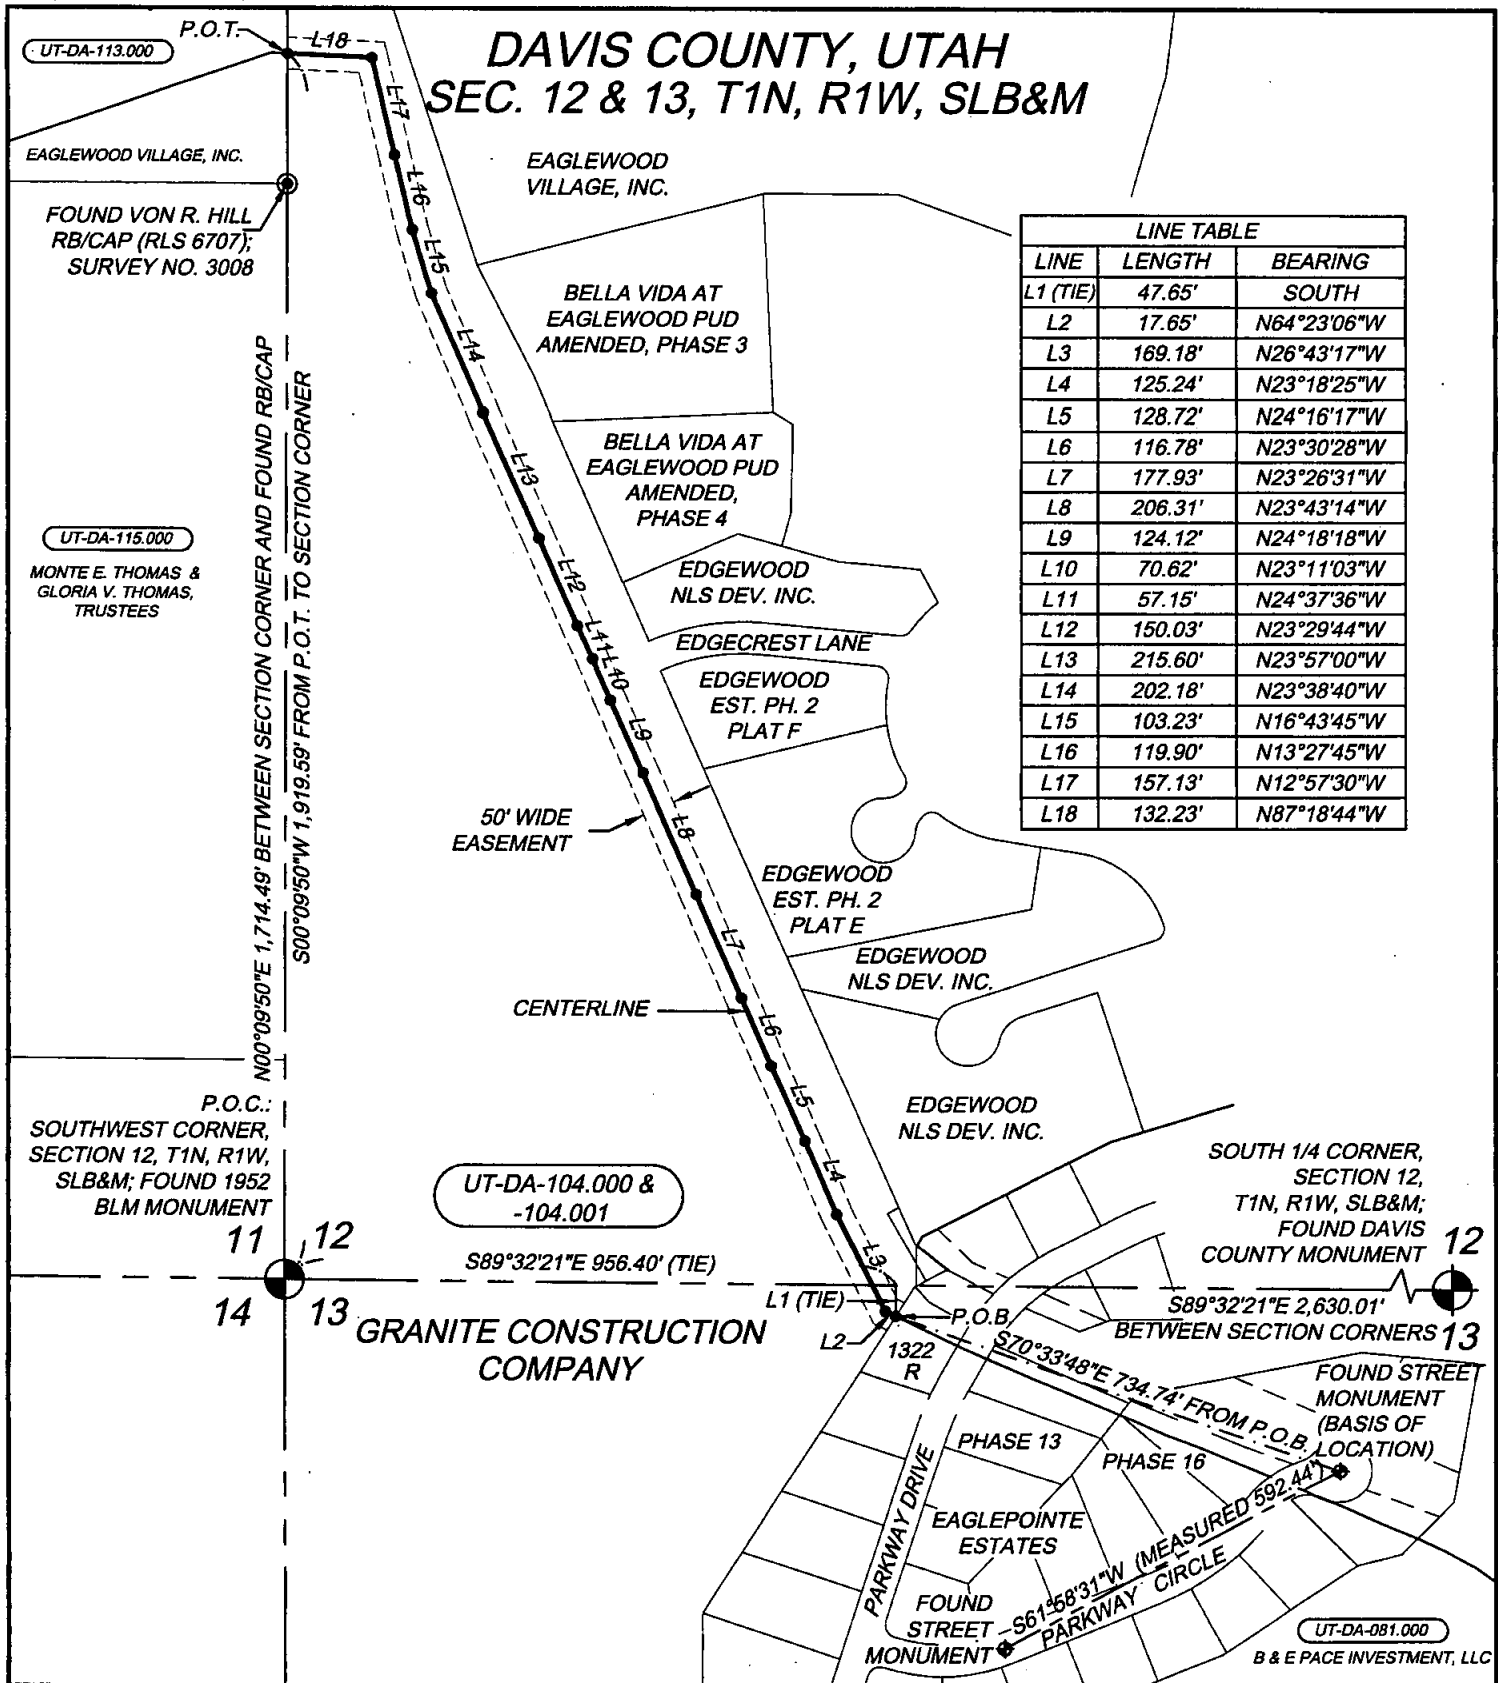 DAVIS COUNTY, UTAH
SEC. 12 & 13, T1N, R1W, SLB&M
P.O.T.
UT-DA-113.000
EAGLEWOOD VILLAGE, INC.
FOUND VON R. HILL
RB/CAP (RLS 6707);
SURVEY NO. 3008
N00°09'50"E 1,714.49' BETWEEN SECTION CORNER AND FOUND RB/CAP
S00°09'50"W 1,919.59' FROM P.O.T. TO SECTION CORNER
UT-DA-115.000
MONTE E. THOMAS &
GLORIA V. THOMAS,
TRUSTEES
P.O.C.:
SOUTHWEST CORNER,
SECTION 12, T1N, R1W,
SLB&M; FOUND 1952
BLM MONUMENT
11
12
14
13
L18
L17
L16
L15
L14
L13
L12
L11
L10
L9
L8
L7
L6
L5
L4
L3
L1 (TIE)
L2
EAGLEWOOD
VILLAGE, INC.
BELLA VIDA AT
EAGLEWOOD PUD
AMENDED, PHASE 3
BELLA VIDA AT
EAGLEWOOD PUD
AMENDED,
PHASE 4
EDGEWOOD
NLS DEV. INC.
EDGECREST LANE
EDGEWOOD
EST. PH. 2
PLAT F
50' WIDE
EASEMENT
EDGEWOOD
EST. PH. 2
PLAT E
EDGEWOOD
NLS DEV. INC.
CENTERLINE
EDGEWOOD
NLS DEV. INC.
LINE TABLE
LINE LENGTH BEARING
L1 (TIE) 47.65' SOUTH
L2 17.65' N64°23'06"W
L3 169.18' N26°43'17"W
L4 125.24' N23°18'25"W
L5 128.72' N24°16'17"W
L6 116.78' N23°30'28"W
L7 177.93' N23°26'31"W
L8 206.31' N23°43'14"W
L9 124.12' N24°18'18"W
L10 70.62' N23°11'03"W
L11 57.15' N24°37'36"W
L12 150.03' N23°29'44"W
L13 215.60' N23°57'00"W
L14 202.18' N23°38'40"W
L15 103.23' N16°43'45"W
L16 119.90' N13°27'45"W
L17 157.13' N12°57'30"W
L18 132.23' N87°18'44"W
UT-DA-104.000 &
-104.001
S89°32'21"E 956.40' (TIE)
GRANITE CONSTRUCTION
COMPANY
SOUTH 1/4 CORNER,
SECTION 12,
T1N, R1W, SLB&M;
FOUND DAVIS
COUNTY MONUMENT
12
13
S89°32'21"E 2,630.01'
BETWEEN SECTION CORNERS
P.O.B.
1322
R
S70°33'48"E 734.74' FROM P.O.B.
FOUND STREET
MONUMENT
(BASIS OF
LOCATION)
PHASE 13
PHASE 16
PARKWAY DRIVE
EAGLEPOINTE
ESTATES
S61°58'31"W (MEASURED 592.44')
PARKWAY CIRCLE
FOUND
STREET
MONUMENT
UT-DA-081.000
B & E PACE INVESTMENT, LLC